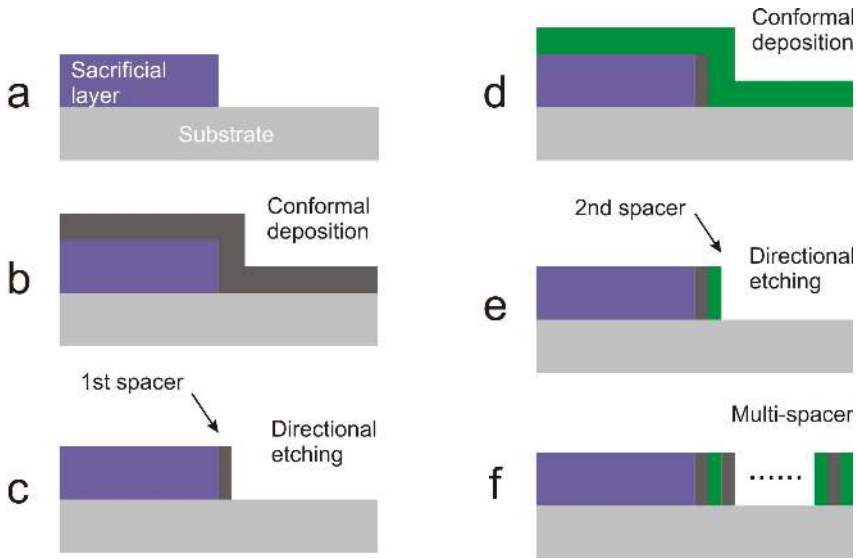 a
Sacrificial
layer
Substrate
b
Conformal
deposition
c
1st spacer
Directional
etching
d
Conformal
deposition
e
2nd spacer
Directional
etching
f
Multi-spacer
......